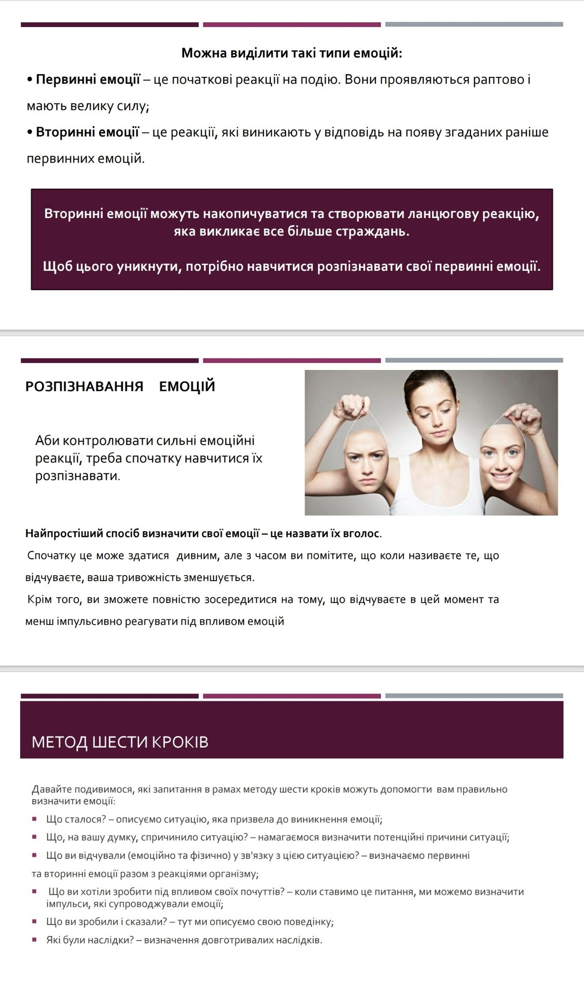 Можна виділити такі типи емоцій:
• Первинні емоції – це початкові реакції на подію. Вони проявляються раптово і
мають велику силу;
• Вторинні емоції – це реакції, які виникають у відповідь на появу згаданих раніше
первинних емоцій.
Вторинні емоції можуть накопичуватися та створювати ланцюгову реакцію,
яка викликає все більше страждань.
Щоб цього уникнути, потрібно навчитися розпізнавати свої первинні емоції.
РОЗПІЗНАВАННЯ ЕМОЦІЙ
Аби контролювати сильні емоційні
реакції, треба спочатку навчитися їх
розпізнавати.
Найпростіший спосіб визначити свої емоції – це назвати їх вголос.
Спочатку це може здатися дивним, але з часом ви помітите, що коли називаєте те, що
відчуваєте, ваша тривожність зменшується.
Крім того, ви зможете повністю зосередитися на тому, що відчуваєте в цей момент та
менш імпульсивно реагувати під впливом емоцій
МЕТОД ШЕСТИ КРОКІВ
Давайте подивимося, які запитання в рамах методу шести кроків можуть допомогти вам правильно
визначити емоції:
▪ Що сталося? – описуємо ситуацію, яка призвела до виникнення емоції;
▪ Що, на вашу думку, спричинило ситуацію? – намагаємося визначити потенційні причини ситуації;
▪ Що ви відчували (емоційно та фізично) у зв'язку з цією ситуацією? – визначаємо первинні
та вторинні емоції разом з реакціями організму;
▪ Що ви хотіли зробити під впливом своїх почуттів? – коли ставимо це питання, ми можемо визначити
імпульси, які супроводжували емоції;
▪ Що ви зробили і сказали? – тут ми описуємо свою поведінку;
▪ Які були наслідки? – визначення довготривалих наслідків.